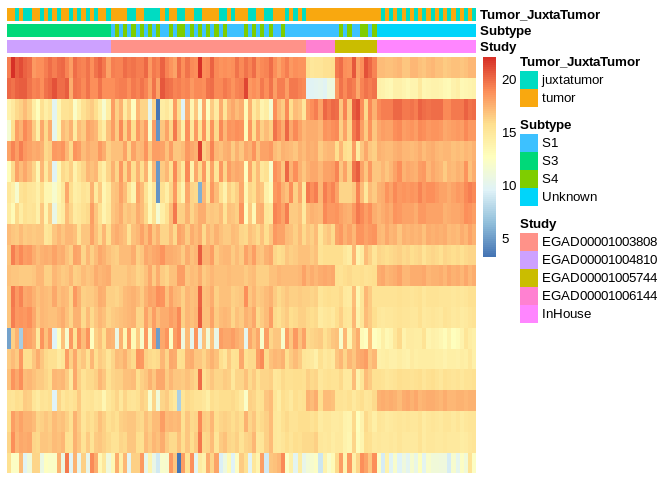 Tumor_JuxtaTumor
Subtype
Study
20
15
10
5
Tumor_JuxtaTumor
juxtatumor
tumor
Subtype
S1
S3
S4
Unknown
Study
EGAD00001003808
EGAD00001004810
EGAD00001005744
EGAD00001006144
InHouse